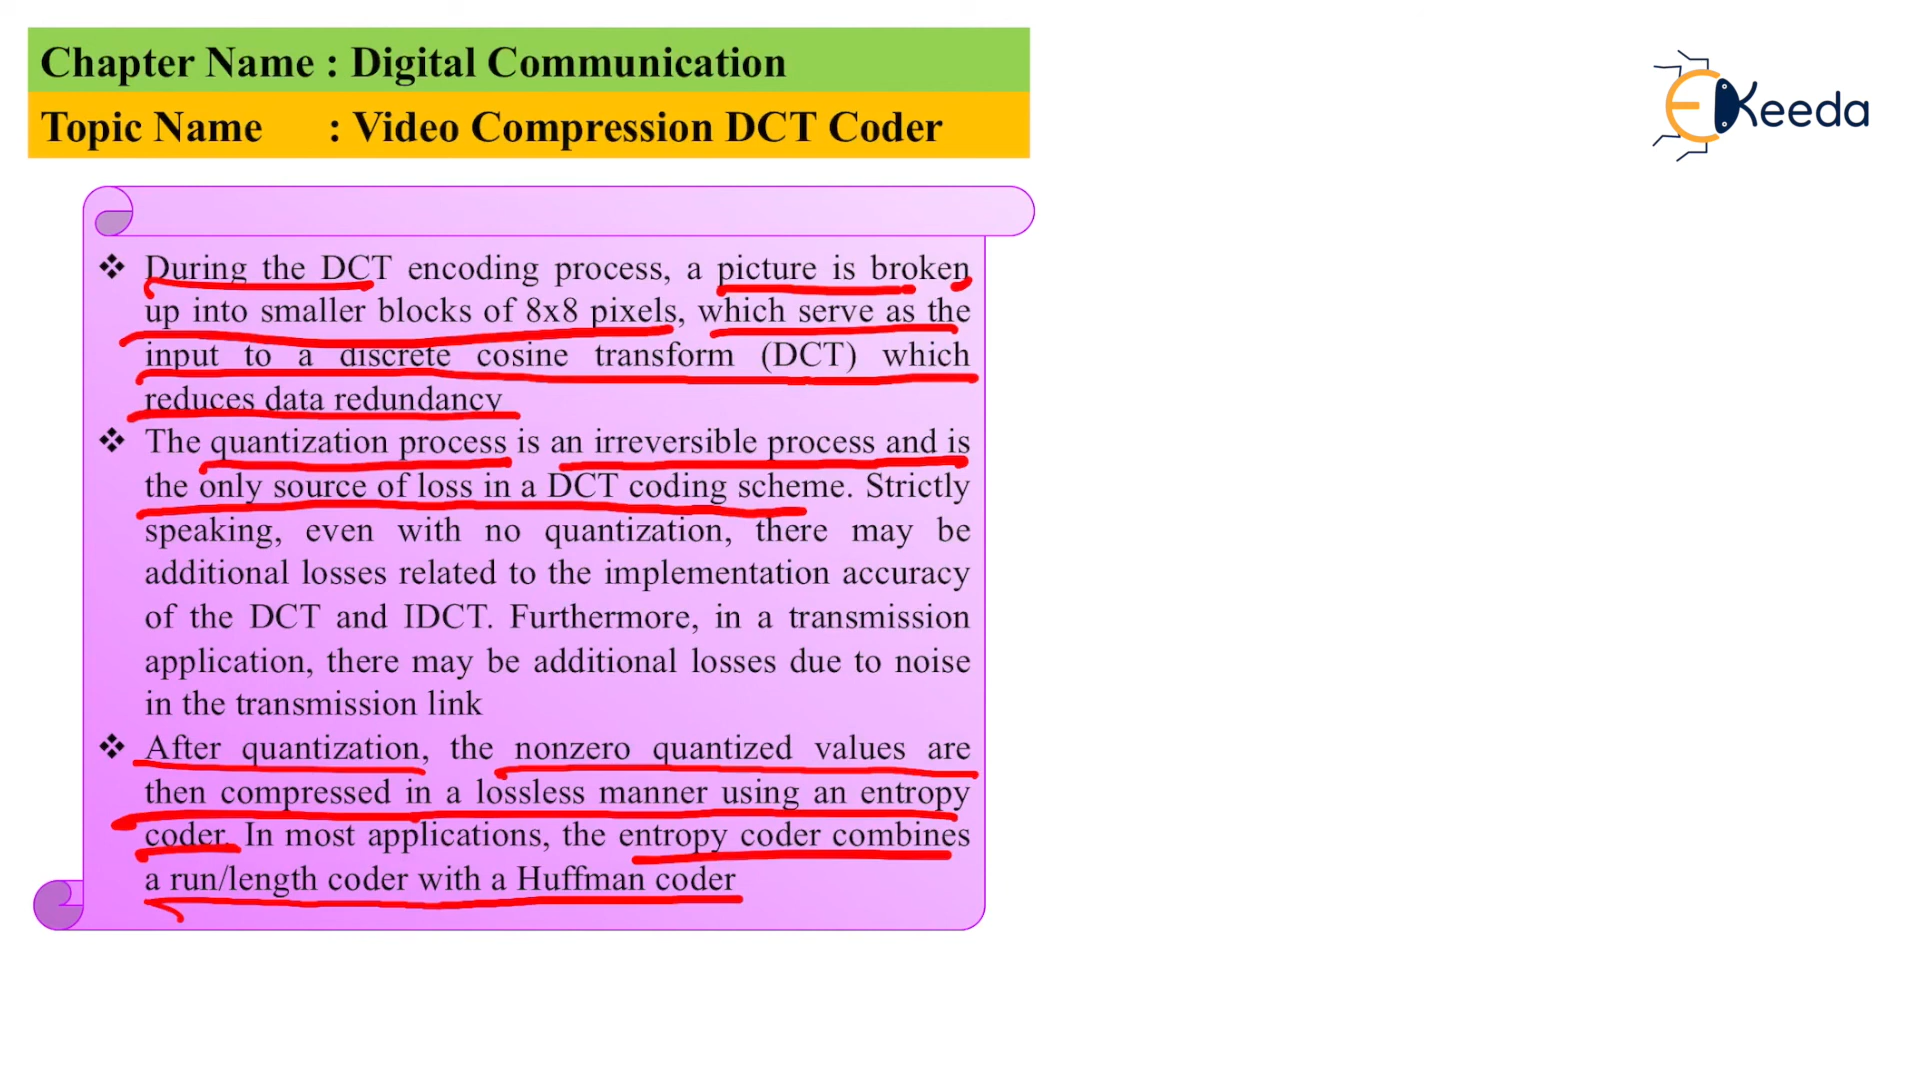 Chapter Name : Digital Communication
Topic Name : Video Compression DCT Coder
EKeeda
❖ During the DCT encoding process, a picture is broken
up into smaller blocks of 8x8 pixels, which serve as the
input to a discrete cosine transform (DCT) which
reduces data redundancy
❖ The quantization process is an irreversible process and is
the only source of loss in a DCT coding scheme. Strictly
speaking, even with no quantization, there may be
additional losses related to the implementation accuracy
of the DCT and IDCT. Furthermore, in a transmission
application, there may be additional losses due to noise
in the transmission link
❖ After quantization, the nonzero quantized values are
then compressed in a lossless manner using an entropy
coder. In most applications, the entropy coder combines
a run/length coder with a Huffman coder